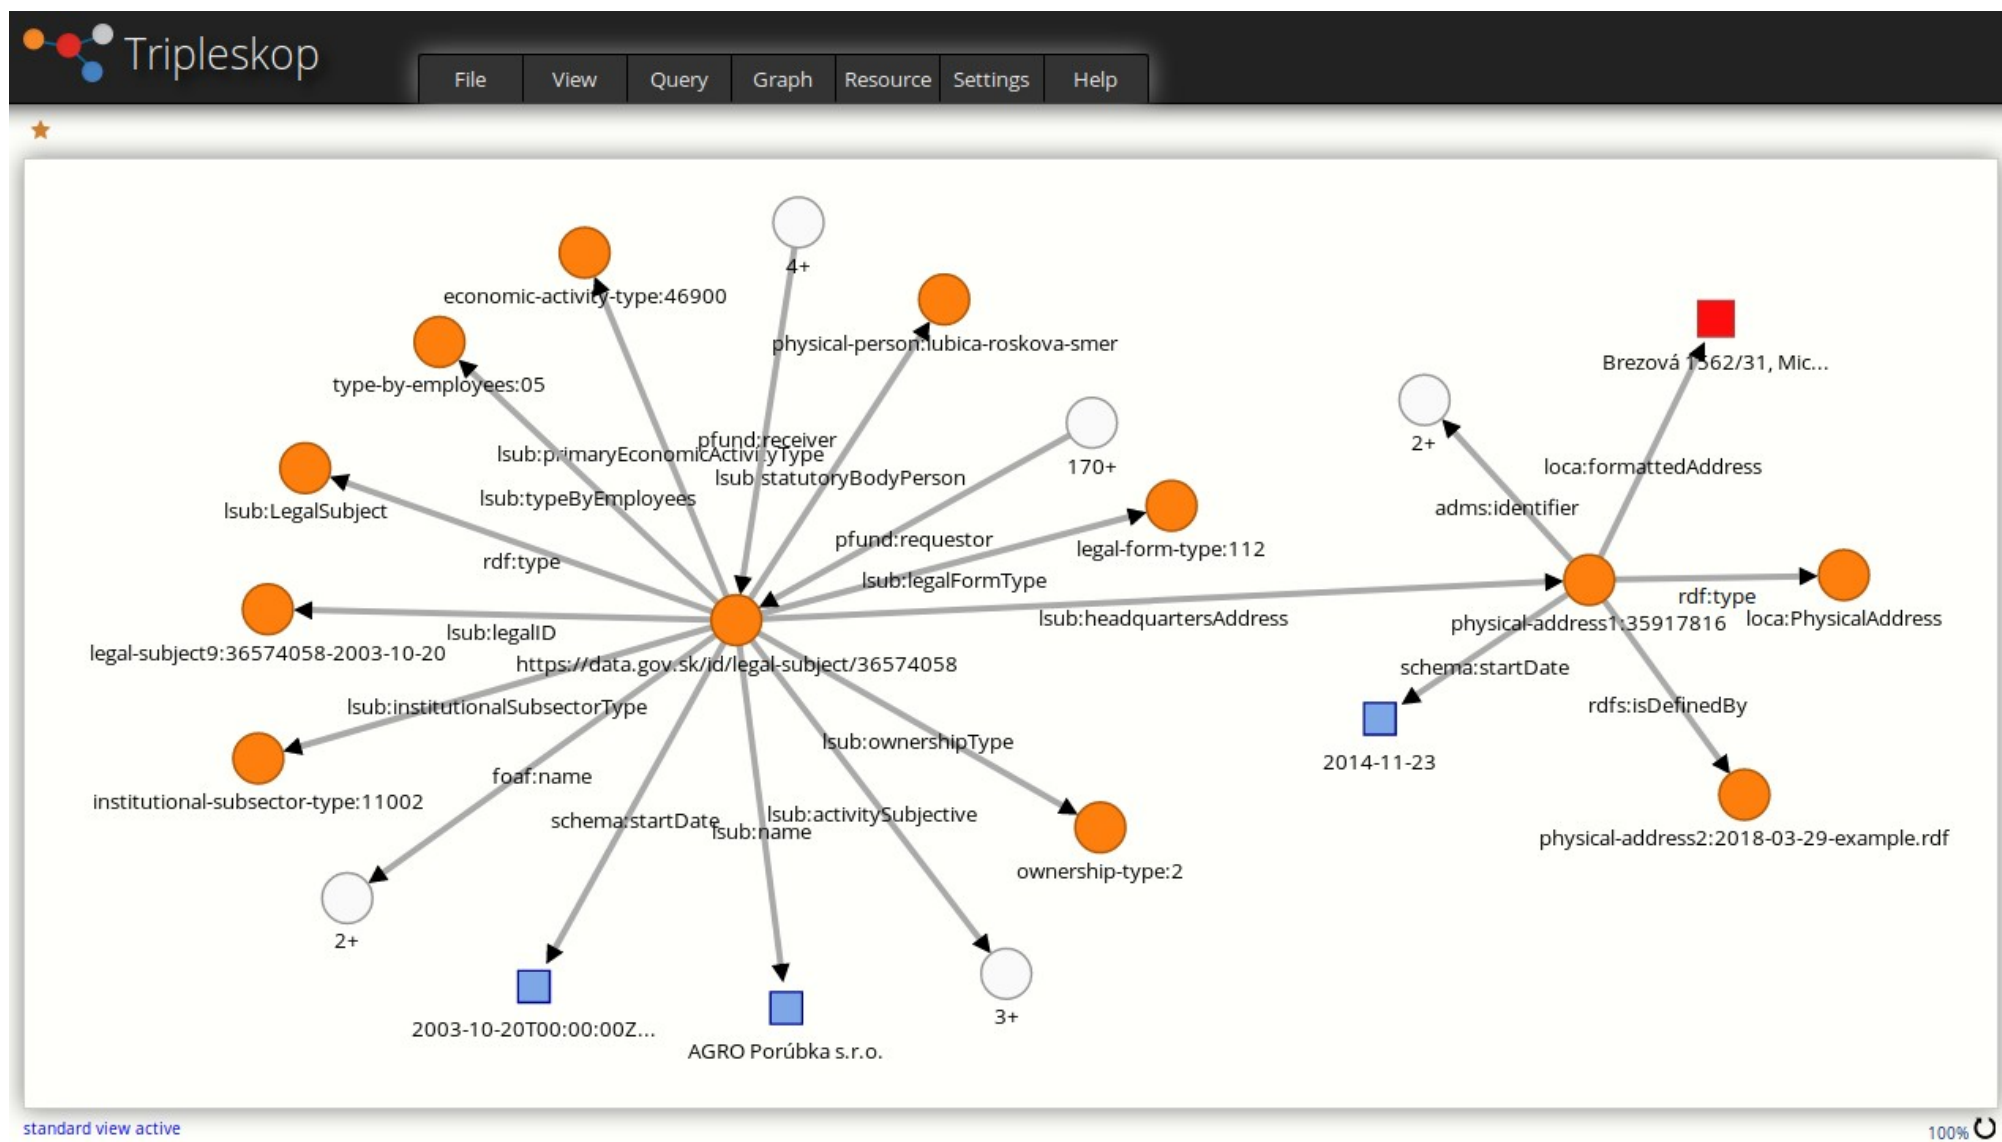 Tripleskop
File View Query Graph Resource Settings Help
4+
economic-activity-type:46900
physical-person:lubica-roskova-smer
Brezová 1562/31, Mic...
type-by-employees:05
2+
pfund:receiver
lsub:primaryEconomicActivityType
170+
loca:formattedAddress
lsub:statutoryBodyPerson
lsub:typeByEmployees
lsub:LegalSubject
adms:identifier
pfund:requestor
legal-form-type:112
rdf:type
lsub:legalFormType
rdf:type
lsub:headquartersAddress
physical-address1:35917816
loca:PhysicalAddress
lsub:legalID
legal-subject9:36574058-2003-10-20
https://data.gov.sk/id/legal-subject/36574058
schema:startDate
lsub:institutionalSubsectorType
rdfs:isDefinedBy
lsub:ownershipType
2014-11-23
foaf:name
institutional-subsector-type:11002
lsub:activitySubjective
schema:startDate
lsub:name
physical-address2:2018-03-29-example.rdf
ownership-type:2
2+
3+
2003-10-20T00:00:00Z...
AGRO Porúbka s.r.o.
standard view active
100%